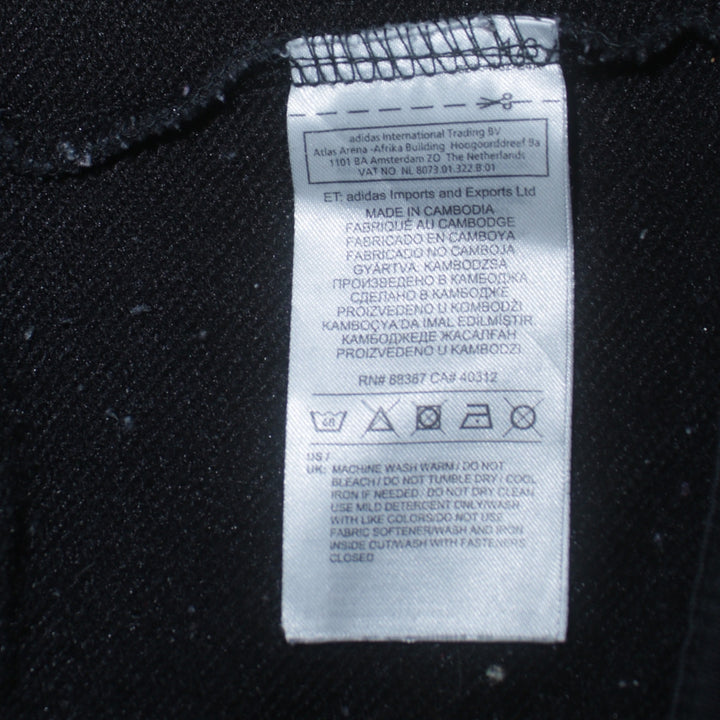 adidas International Trading BV
Atlas Arena -Afrika Building Hoogoorddreef 9a
1101 BA Amsterdam ZO The Netherlands
VAT NO NL 8073.01.322.B.01
ET: adidas Imports and Exports Ltd
MADE IN CAMBODIA
FABRIQUÉ AU CAMBODGE
FABRICADO EN CAMBOYA
FABRICADO NO CAMBOJA
GYÁRTVA: KAMBODZSA
ПРОИЗВЕДЕНО В КАМБОДЖА
СДЕЛАНО В КАМБОДЖЕ
PROIZVEDENO U KOMBODŽI
KAMBOÇYA'DA IMAL EDİLMİŞTİR
КАМБОДЖЕДЕ ЖАСАЛҒАН
PROIZVEDENO U KAMBODŽI
RN# 88387 CA# 40312
40
US /
UK: MACHINE WASH WARM / DO NOT
BLEACH / DO NOT TUMBLE DRY / COOL
IRON IF NEEDED / DO NOT DRY CLEAN
USE MILD DETERGENT ONLY/WASH
WITH LIKE COLORS/DO NOT USE
FABRIC SOFTENER/WASH AND IRON
INSIDE OUT/WASH WITH FASTENERS
CLOSED